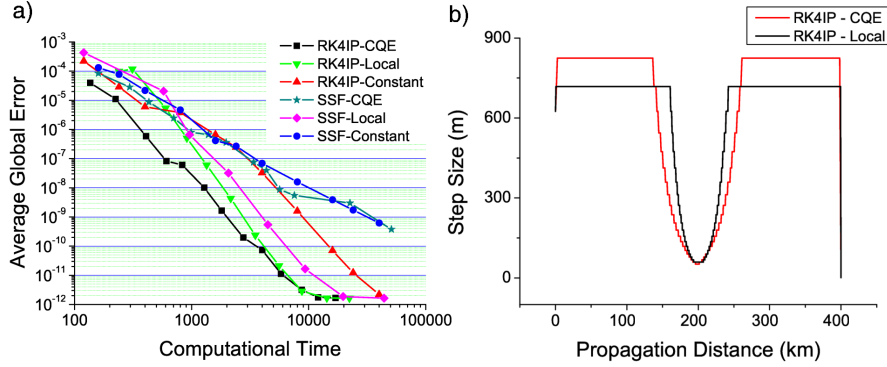 a)
10^-3
10^-4
10^-5
10^-6
10^-7
10^-8
10^-9
10^-10
10^-11
10^-12
Average Global Error
100
1000
10000
100000
Computational Time
RK4IP-CQE
RK4IP-Local
RK4IP-Constant
SSF-CQE
SSF-Local
SSF-Constant
b)
RK4IP - CQE
RK4IP - Local
900
600
300
0
Step Size (m)
0
100
200
300
400
Propagation Distance (km)